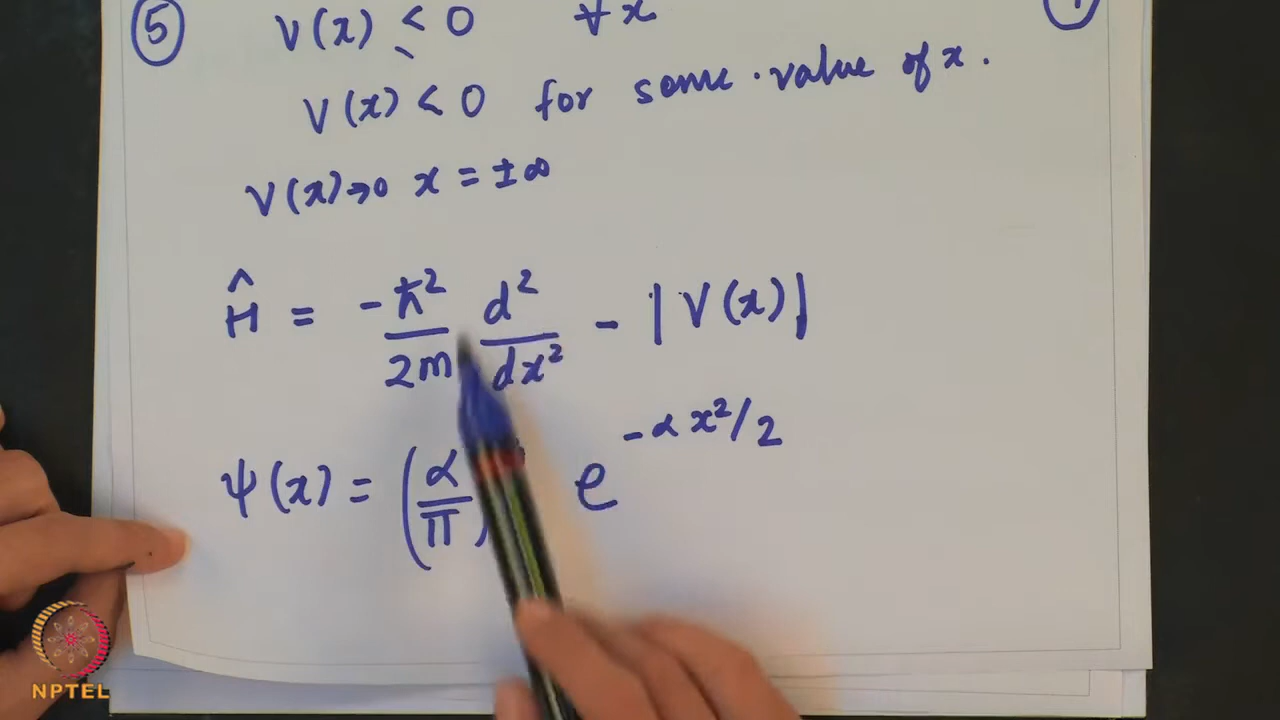 ⑤ V(x) ≤ 0 ∀x
V(x) < 0 for some value of x.
V(x)→0 x = ±∞
Ĥ = -ħ²/2m d²/dx² - |V(x)|
ψ(x) = (α/π) e^{-αx²/2}
NPTEL